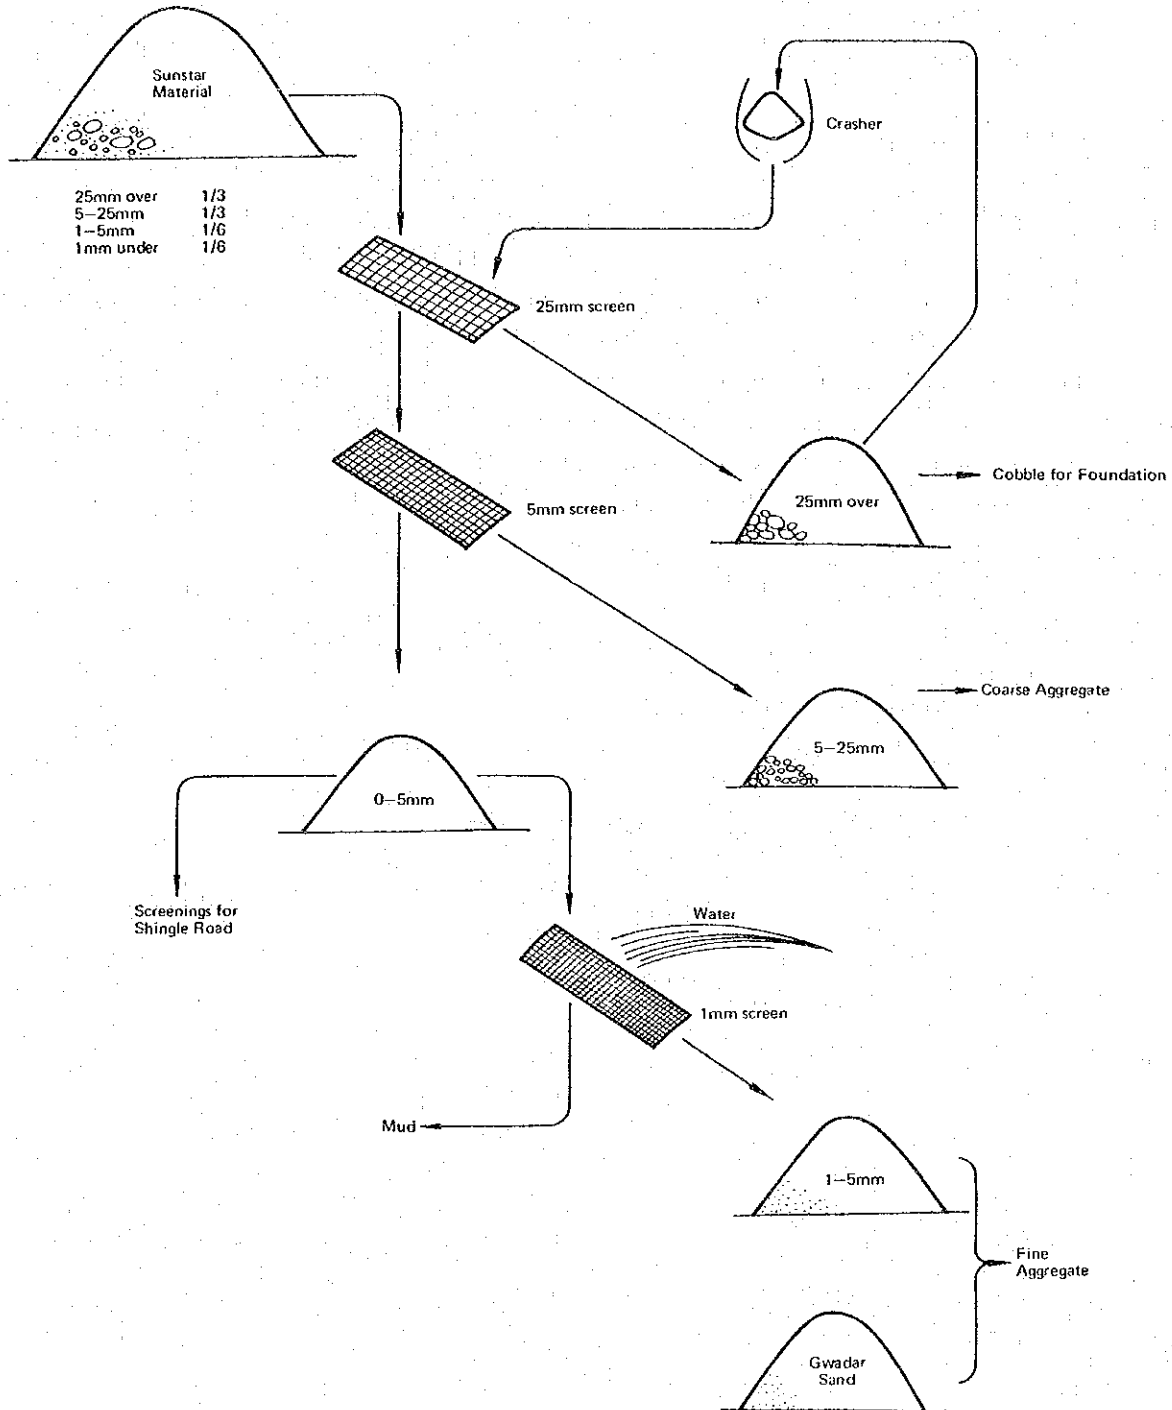 Sunstar
Material
Crasher
25mm over 1/3
5–25mm 1/3
1–5mm 1/6
1mm under 1/6
25mm screen
Cobble for Foundation
25mm over
5mm screen
Coarse Aggregate
5–25mm
0–5mm
Screenings for
Shingle Road
Water
1mm screen
Mud
1–5mm
Fine
Aggregate
Gwadar
Sand